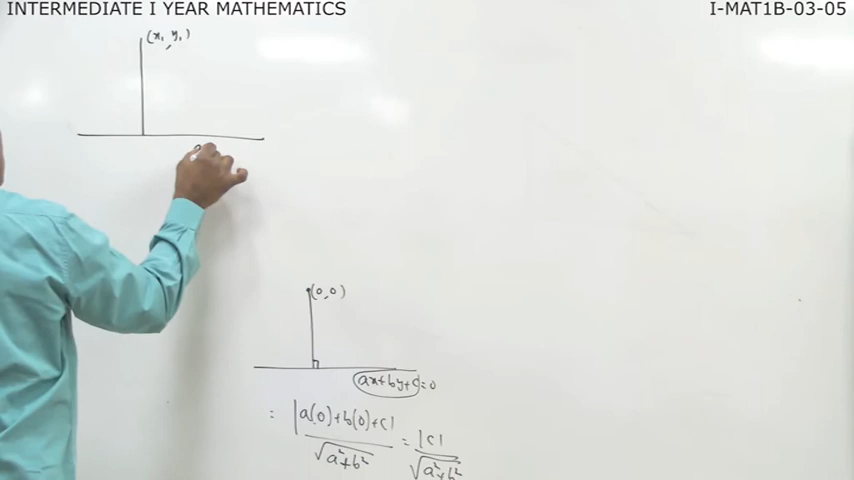 INTERMEDIATE I YEAR MATHEMATICS
I-MAT1B-03-05
(x₁, y₁)
(0,0)
ax+by+c=0
= |a(0)+b(0)+c| / √a²+b² = |c| / √a²+b²